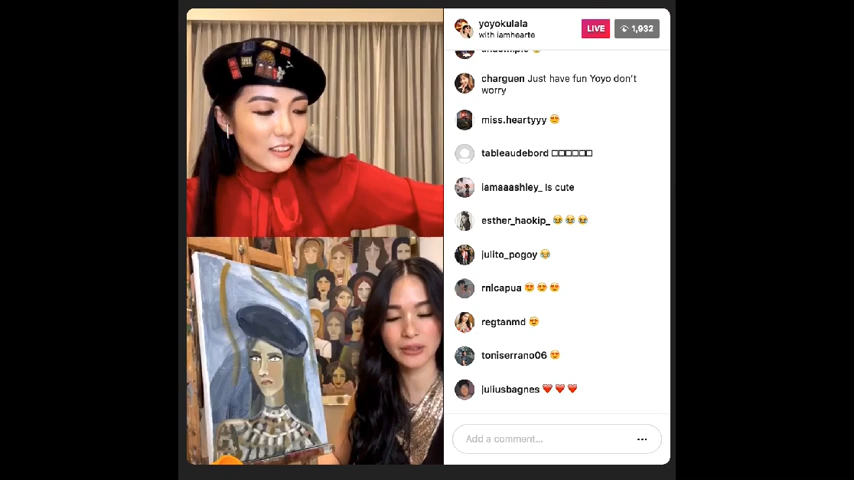 yoyokulala
with iamhearte
LIVE
1,932
charguen Just have fun Yoyo don't
worry
miss.heartyyy 😍
tableaudebord □□□□□□
iamaaashley_ Is cute
esther_haokip_ 😂 😂 😂
julito_pogoy 😂
rnlcapua 😍 😍 😍
regtanmd 😍
toniserrano06 😍
juliusbagnes ❤️ ❤️ ❤️
Add a comment...